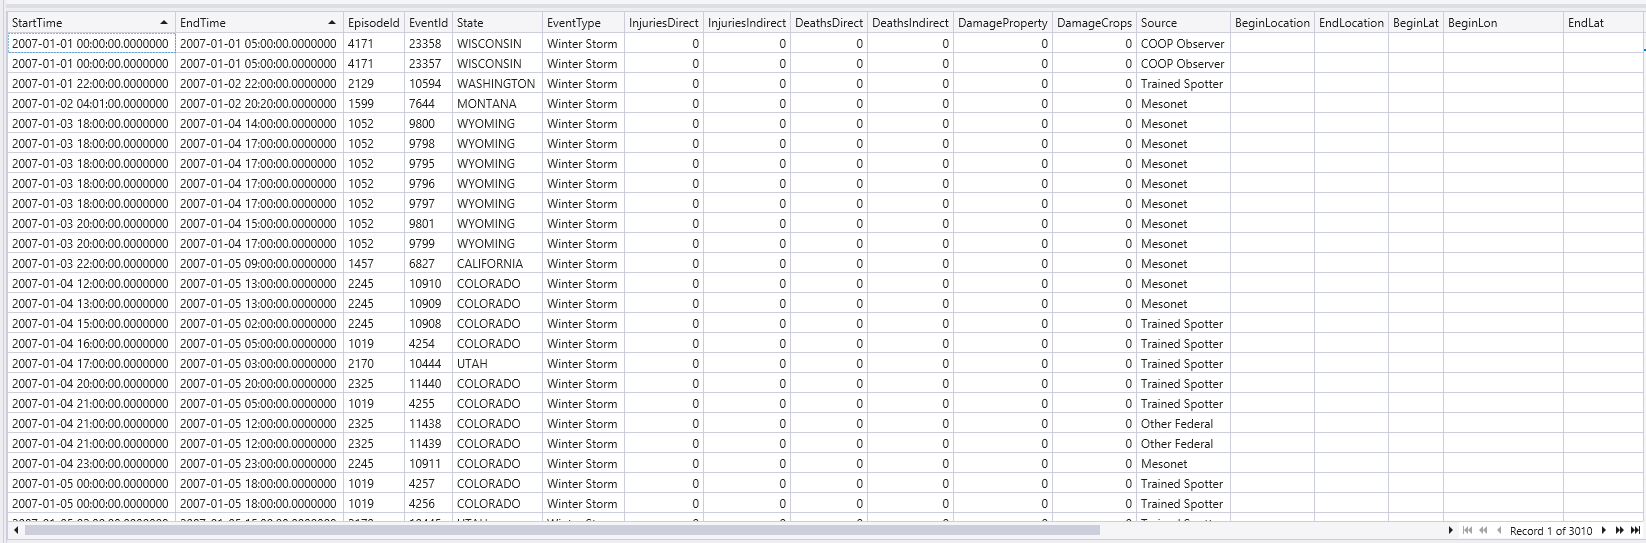 StartTime EndTime EpisodeId EventId State EventType InjuriesDirect InjuriesIndirect DeathsDirect DeathsIndirect DamageProperty DamageCrops Source BeginLocation EndLocation BeginLat BeginLon EndLat
2007-01-01 00:00:00.0000000 2007-01-01 05:00:00.0000000 4171 23358 WISCONSIN Winter Storm 0 0 0 0 0 0 COOP Observer
2007-01-01 00:00:00.0000000 2007-01-01 05:00:00.0000000 4171 23357 WISCONSIN Winter Storm 0 0 0 0 0 0 COOP Observer
2007-01-01 22:00:00.0000000 2007-01-02 22:00:00.0000000 2129 10594 WASHINGTON Winter Storm 0 0 0 0 0 0 Trained Spotter
2007-01-02 04:01:00.0000000 2007-01-02 20:20:00.0000000 1599 7644 MONTANA Winter Storm 0 0 0 0 0 0 Mesonet
2007-01-03 18:00:00.0000000 2007-01-04 14:00:00.0000000 1052 9800 WYOMING Winter Storm 0 0 0 0 0 0 Mesonet
2007-01-03 18:00:00.0000000 2007-01-04 17:00:00.0000000 1052 9798 WYOMING Winter Storm 0 0 0 0 0 0 Mesonet
2007-01-03 18:00:00.0000000 2007-01-04 17:00:00.0000000 1052 9795 WYOMING Winter Storm 0 0 0 0 0 0 Mesonet
2007-01-03 18:00:00.0000000 2007-01-04 17:00:00.0000000 1052 9796 WYOMING Winter Storm 0 0 0 0 0 0 Mesonet
2007-01-03 18:00:00.0000000 2007-01-04 17:00:00.0000000 1052 9797 WYOMING Winter Storm 0 0 0 0 0 0 Mesonet
2007-01-03 20:00:00.0000000 2007-01-04 15:00:00.0000000 1052 9801 WYOMING Winter Storm 0 0 0 0 0 0 Mesonet
2007-01-03 20:00:00.0000000 2007-01-04 17:00:00.0000000 1052 9799 WYOMING Winter Storm 0 0 0 0 0 0 Mesonet
2007-01-03 22:00:00.0000000 2007-01-05 09:00:00.0000000 1457 6827 CALIFORNIA Winter Storm 0 0 0 0 0 0 Mesonet
2007-01-04 12:00:00.0000000 2007-01-05 13:00:00.0000000 2245 10910 COLORADO Winter Storm 0 0 0 0 0 0 Mesonet
2007-01-04 13:00:00.0000000 2007-01-05 13:00:00.0000000 2245 10909 COLORADO Winter Storm 0 0 0 0 0 0 Mesonet
2007-01-04 15:00:00.0000000 2007-01-05 02:00:00.0000000 2245 10908 COLORADO Winter Storm 0 0 0 0 0 0 Trained Spotter
2007-01-04 16:00:00.0000000 2007-01-05 05:00:00.0000000 1019 4254 COLORADO Winter Storm 0 0 0 0 0 0 Trained Spotter
2007-01-04 17:00:00.0000000 2007-01-05 03:00:00.0000000 2170 10444 UTAH Winter Storm 0 0 0 0 0 0 Trained Spotter
2007-01-04 20:00:00.0000000 2007-01-05 20:00:00.0000000 2325 11440 COLORADO Winter Storm 0 0 0 0 0 0 Trained Spotter
2007-01-04 21:00:00.0000000 2007-01-05 05:00:00.0000000 1019 4255 COLORADO Winter Storm 0 0 0 0 0 0 Trained Spotter
2007-01-04 21:00:00.0000000 2007-01-05 12:00:00.0000000 2325 11438 COLORADO Winter Storm 0 0 0 0 0 0 Other Federal
2007-01-04 21:00:00.0000000 2007-01-05 12:00:00.0000000 2325 11439 COLORADO Winter Storm 0 0 0 0 0 0 Other Federal
2007-01-04 23:00:00.0000000 2007-01-05 23:00:00.0000000 2245 10911 COLORADO Winter Storm 0 0 0 0 0 0 Mesonet
2007-01-05 00:00:00.0000000 2007-01-05 18:00:00.0000000 1019 4257 COLORADO Winter Storm 0 0 0 0 0 0 Trained Spotter
2007-01-05 00:00:00.0000000 2007-01-05 18:00:00.0000000 1019 4256 COLORADO Winter Storm 0 0 0 0 0 0 Trained Spotter
Record 1 of 3010